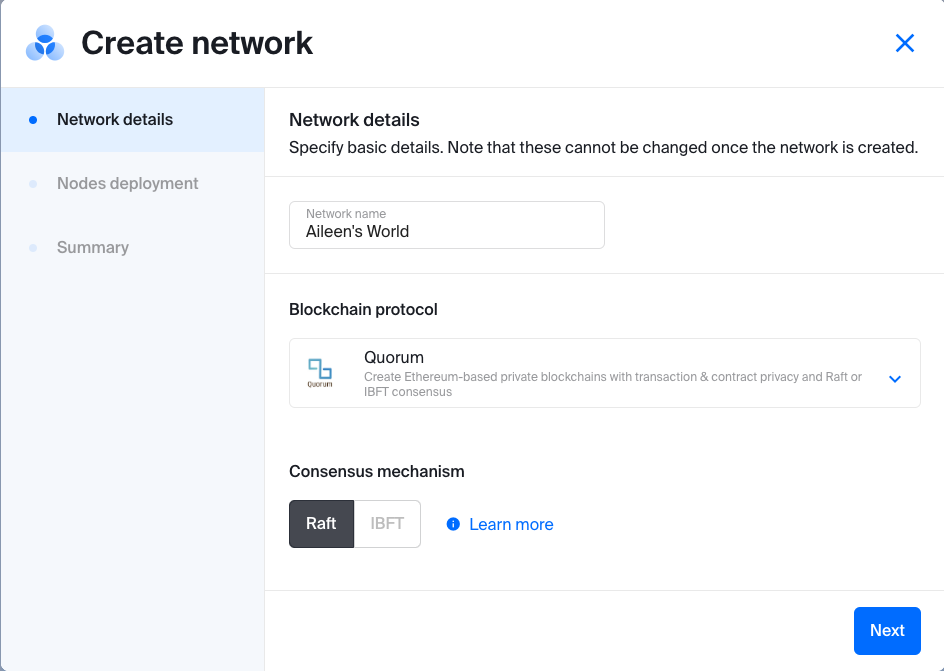 Create network
Network details
Nodes deployment
Summary
Network details
Specify basic details. Note that these cannot be changed once the network is created.
Network name
Aileen's World
Blockchain protocol
Quorum
Quorum
Create Ethereum-based private blockchains with transaction & contract privacy and Raft or
IBFT consensus
Consensus mechanism
Raft
IBFT
Learn more
Next